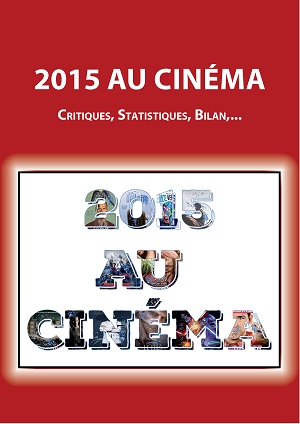 2015 AU CINÉMA
CRITIQUES, STATISTIQUES, BILAN,...
2015
AU
CINÉMA